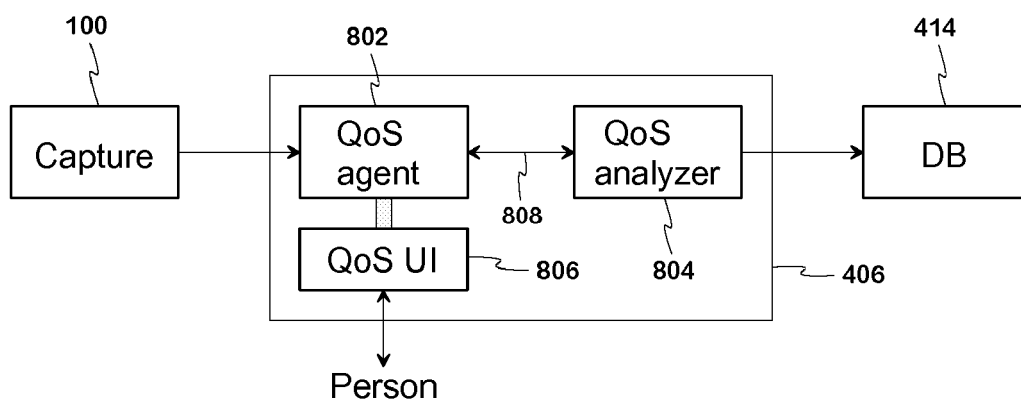 100
802
414
Capture
QoS
agent
QoS
analyzer
DB
808
QoS UI
806
804
406
Person